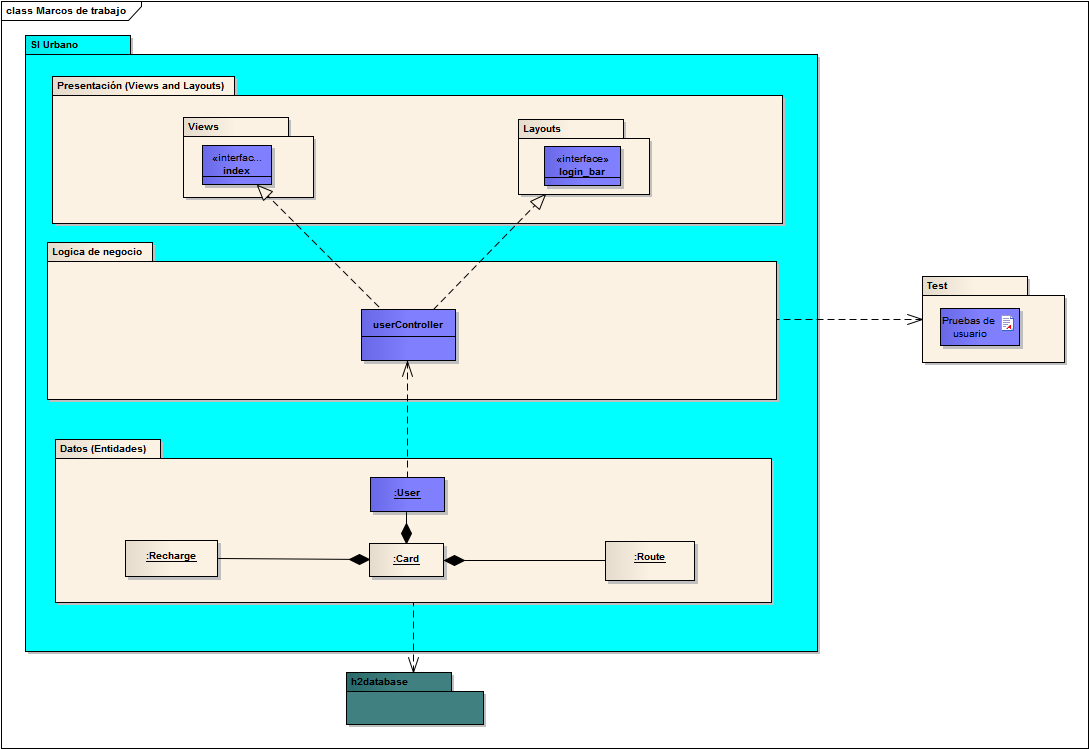 class Marcos de trabajo
SI Urbano
Presentación (Views and Layouts)
Views
«interfac...
index
Layouts
«interface»
login_bar
Logica de negocio
userController
Test
Pruebas de
usuario
Datos (Entidades)
:User
:Recharge
:Card
:Route
h2database